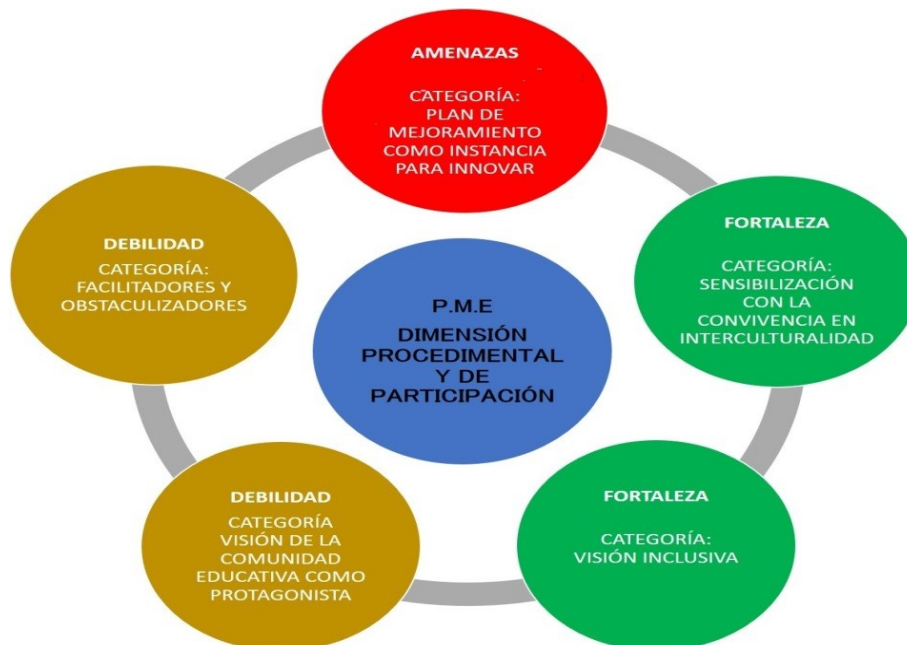 AMENAZAS
CATEGORÍA:
PLAN DE
MEJORAMIENTO
COMO INSTANCIA
PARA INNOVAR
FORTALEZA
CATEGORÍA:
SENSIBILIZACIÓN
CON LA
CONVIVENCIA EN
INTERCULTURALIDAD
FORTALEZA
CATEGORÍA:
VISIÓN INCLUSIVA
DEBILIDAD
CATEGORÍA
VISIÓN DE LA
COMUNIDAD
EDUCATIVA COMO
PROTAGONISTA
DEBILIDAD
CATEGORÍA:
FACILITADORES Y
OBSTACULIZADORES
P.M.E
DIMENSIÓN
PROCEDIMENTAL
Y DE
PARTICIPACIÓN